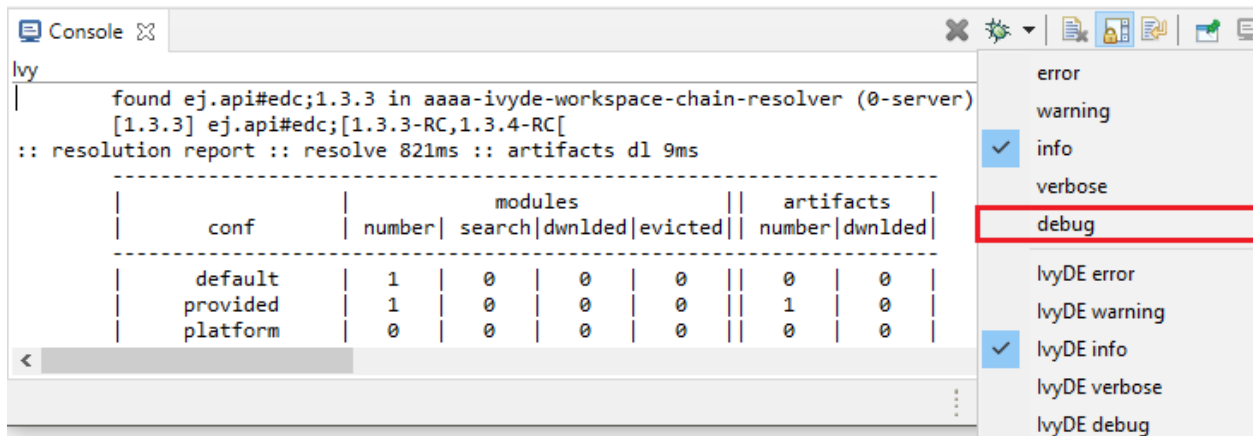 Console
Ivy
found ej.api#edc;1.3.3 in aaaa-ivyde-workspace-chain-resolver (0-server)
[1.3.3] ej.api#edc;[1.3.3-RC,1.3.4-RC[
:: resolution report :: resolve 821ms :: artifacts dl 9ms
---------------------------------------------------------------------
|                  |            modules            ||   artifacts   |
|       conf       | number| search|dwnlded|evicted|| number|dwnlded|
---------------------------------------------------------------------
|      default     |   1   |   0   |   0   |   0   ||   0   |   0   |
|     provided     |   1   |   0   |   0   |   0   ||   1   |   0   |
|     platform     |   0   |   0   |   0   |   0   ||   0   |   0   |
error
warning
info
verbose
debug
IvyDE error
IvyDE warning
IvyDE info
IvyDE verbose
IvyDE debug